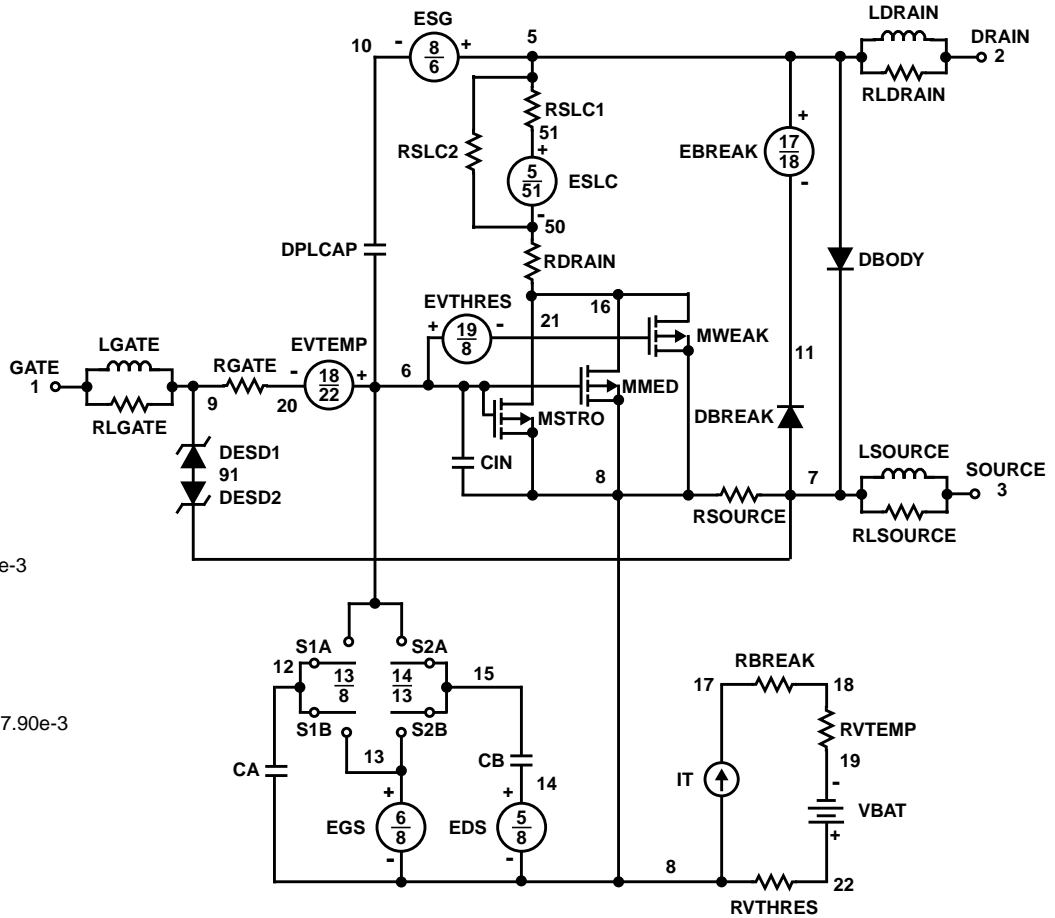 ESG
10
-
8
6
+
5
LDRAIN
DRAIN
2
RLDRAIN
RSLC1
51
RSLC2
+
5
51
ESLC
-
50
+
EBREAK
17
18
-
DPLCAP
RDRAIN
DBODY
EVTHRES
+
19
8
-
21
16
MWEAK
11
LGATE
GATE
1
RLGATE
9
RGATE
20
EVTEMP
-
18
22
+
6
MMED
MSTRO
DBREAK
DESD1
91
DESD2
CIN
8
RSOURCE
7
LSOURCE
SOURCE
3
RLSOURCE
e-3
S1A
S2A
12
13
8
14
13
15
S1B
S2B
13
7.90e-3
CA
CB
14
+
EGS
6
8
-
+
EDS
5
8
-
8
RBREAK
17
18
RVTEMP
19
IT
-
VBAT
+
22
RVTHRES